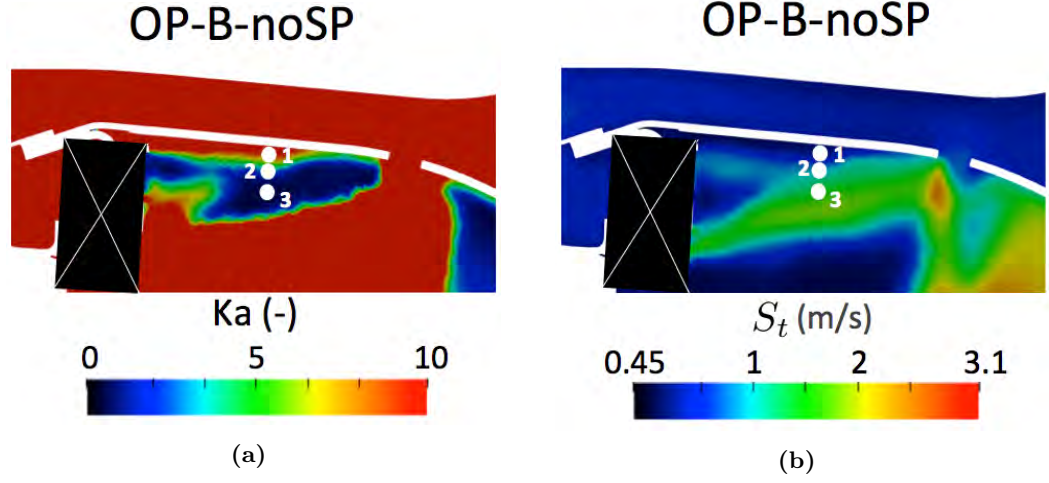 OP-B-noSP
OP-B-noSP
1
2
3
1
2
3
Ka (-)
0 5 10
S_t (m/s)
0.45 1 2 3.1
(a)
(b)